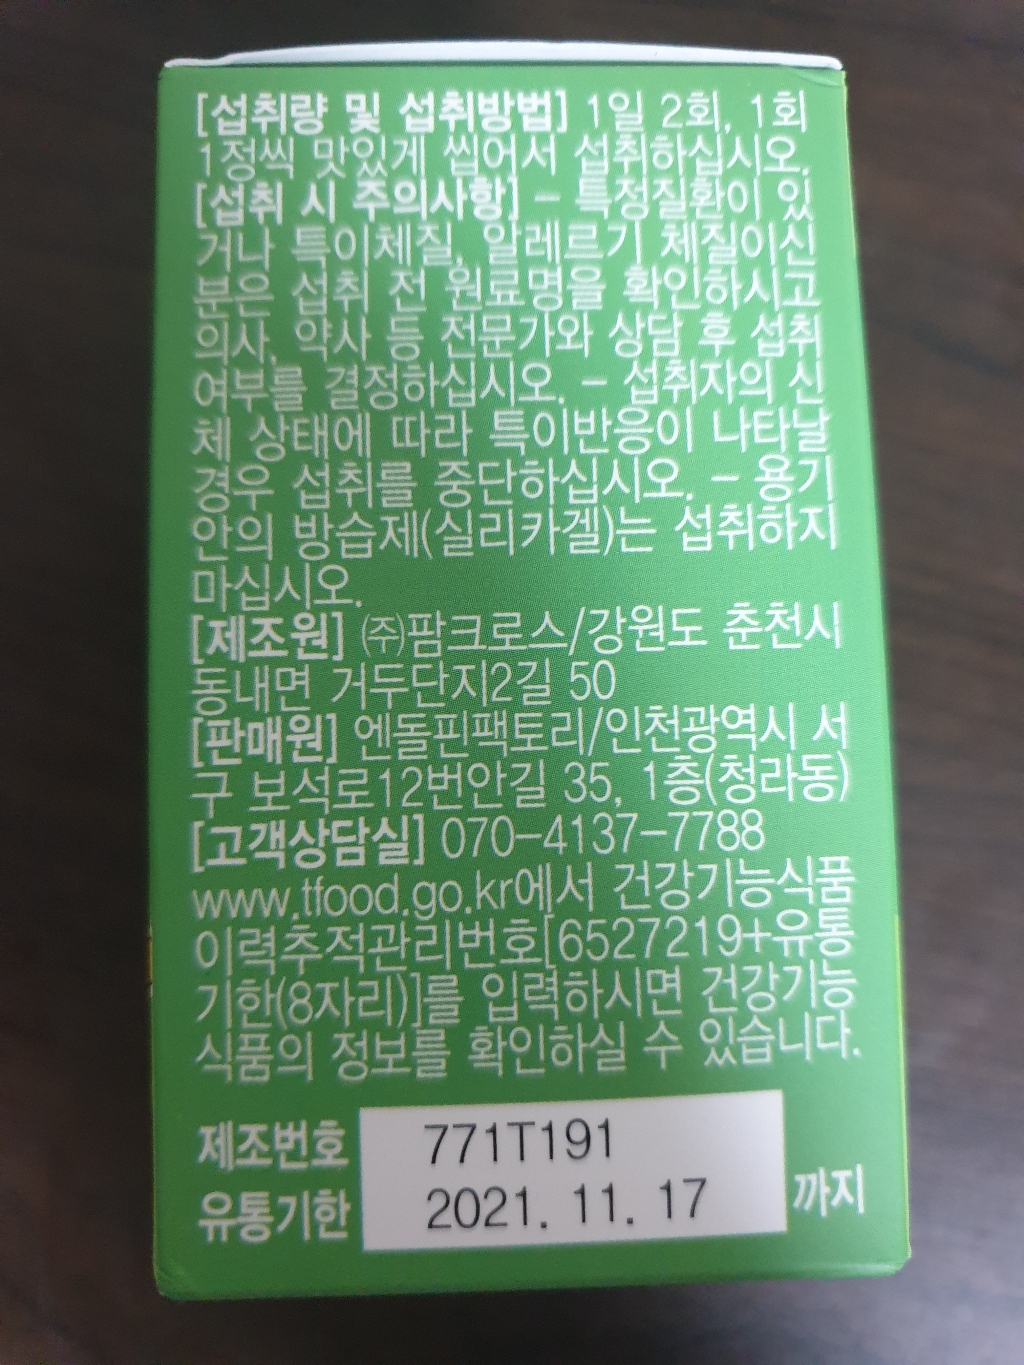 [섭취량 및 섭취방법] 1일 2회, 1회
1정씩 맛있게 씹어서 섭취하십시오.
[섭취 시 주의사항] - 특정질환이 있
거나 특이체질, 알레르기 체질이신
분은 섭취 전 원료명을 확인하시고
의사, 약사 등 전문가와 상담 후 섭취
여부를 결정하십시오. - 섭취자의 신
체 상태에 따라 특이반응이 나타날
경우 섭취를 중단하십시오. - 용기
안의 방습제(실리카겔)는 섭취하지
마십시오.
[제조원] ㈜팜크로스/강원도 춘천시
동내면 거두단지2길 50
[판매원] 엔돌핀팩토리/인천광역시 서
구 보석로12번안길 35, 1층(청라동)
[고객상담실] 070-4137-7788
www.tfood.go.kr에서 건강기능식품
이력추적관리번호[6527219+유통
기한(8자리)]를 입력하시면 건강기능
식품의 정보를 확인하실 수 있습니다.
제조번호 771T191
유통기한 2021. 11. 17 까지